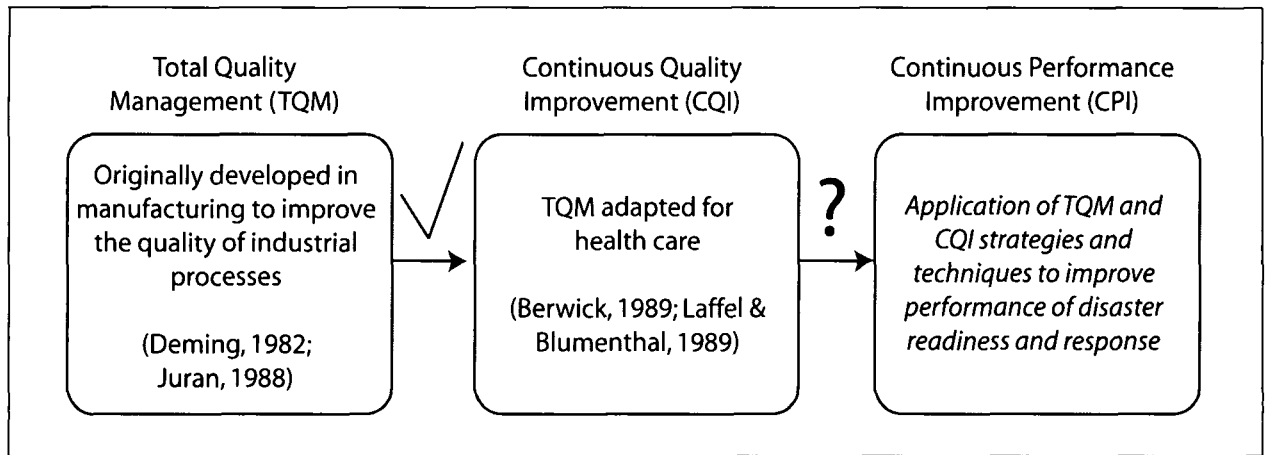 Total Quality
Management (TQM)
Originally developed in
manufacturing to improve
the quality of industrial
processes
(Deming, 1982;
Juran, 1988)
Continuous Quality
Improvement (CQI)
TQM adapted for
health care
(Berwick, 1989; Laffel &
Blumenthal, 1989)
?
Continuous Performance
Improvement (CPI)
Application of TQM and
CQI strategies and
techniques to improve
performance of disaster
readiness and response